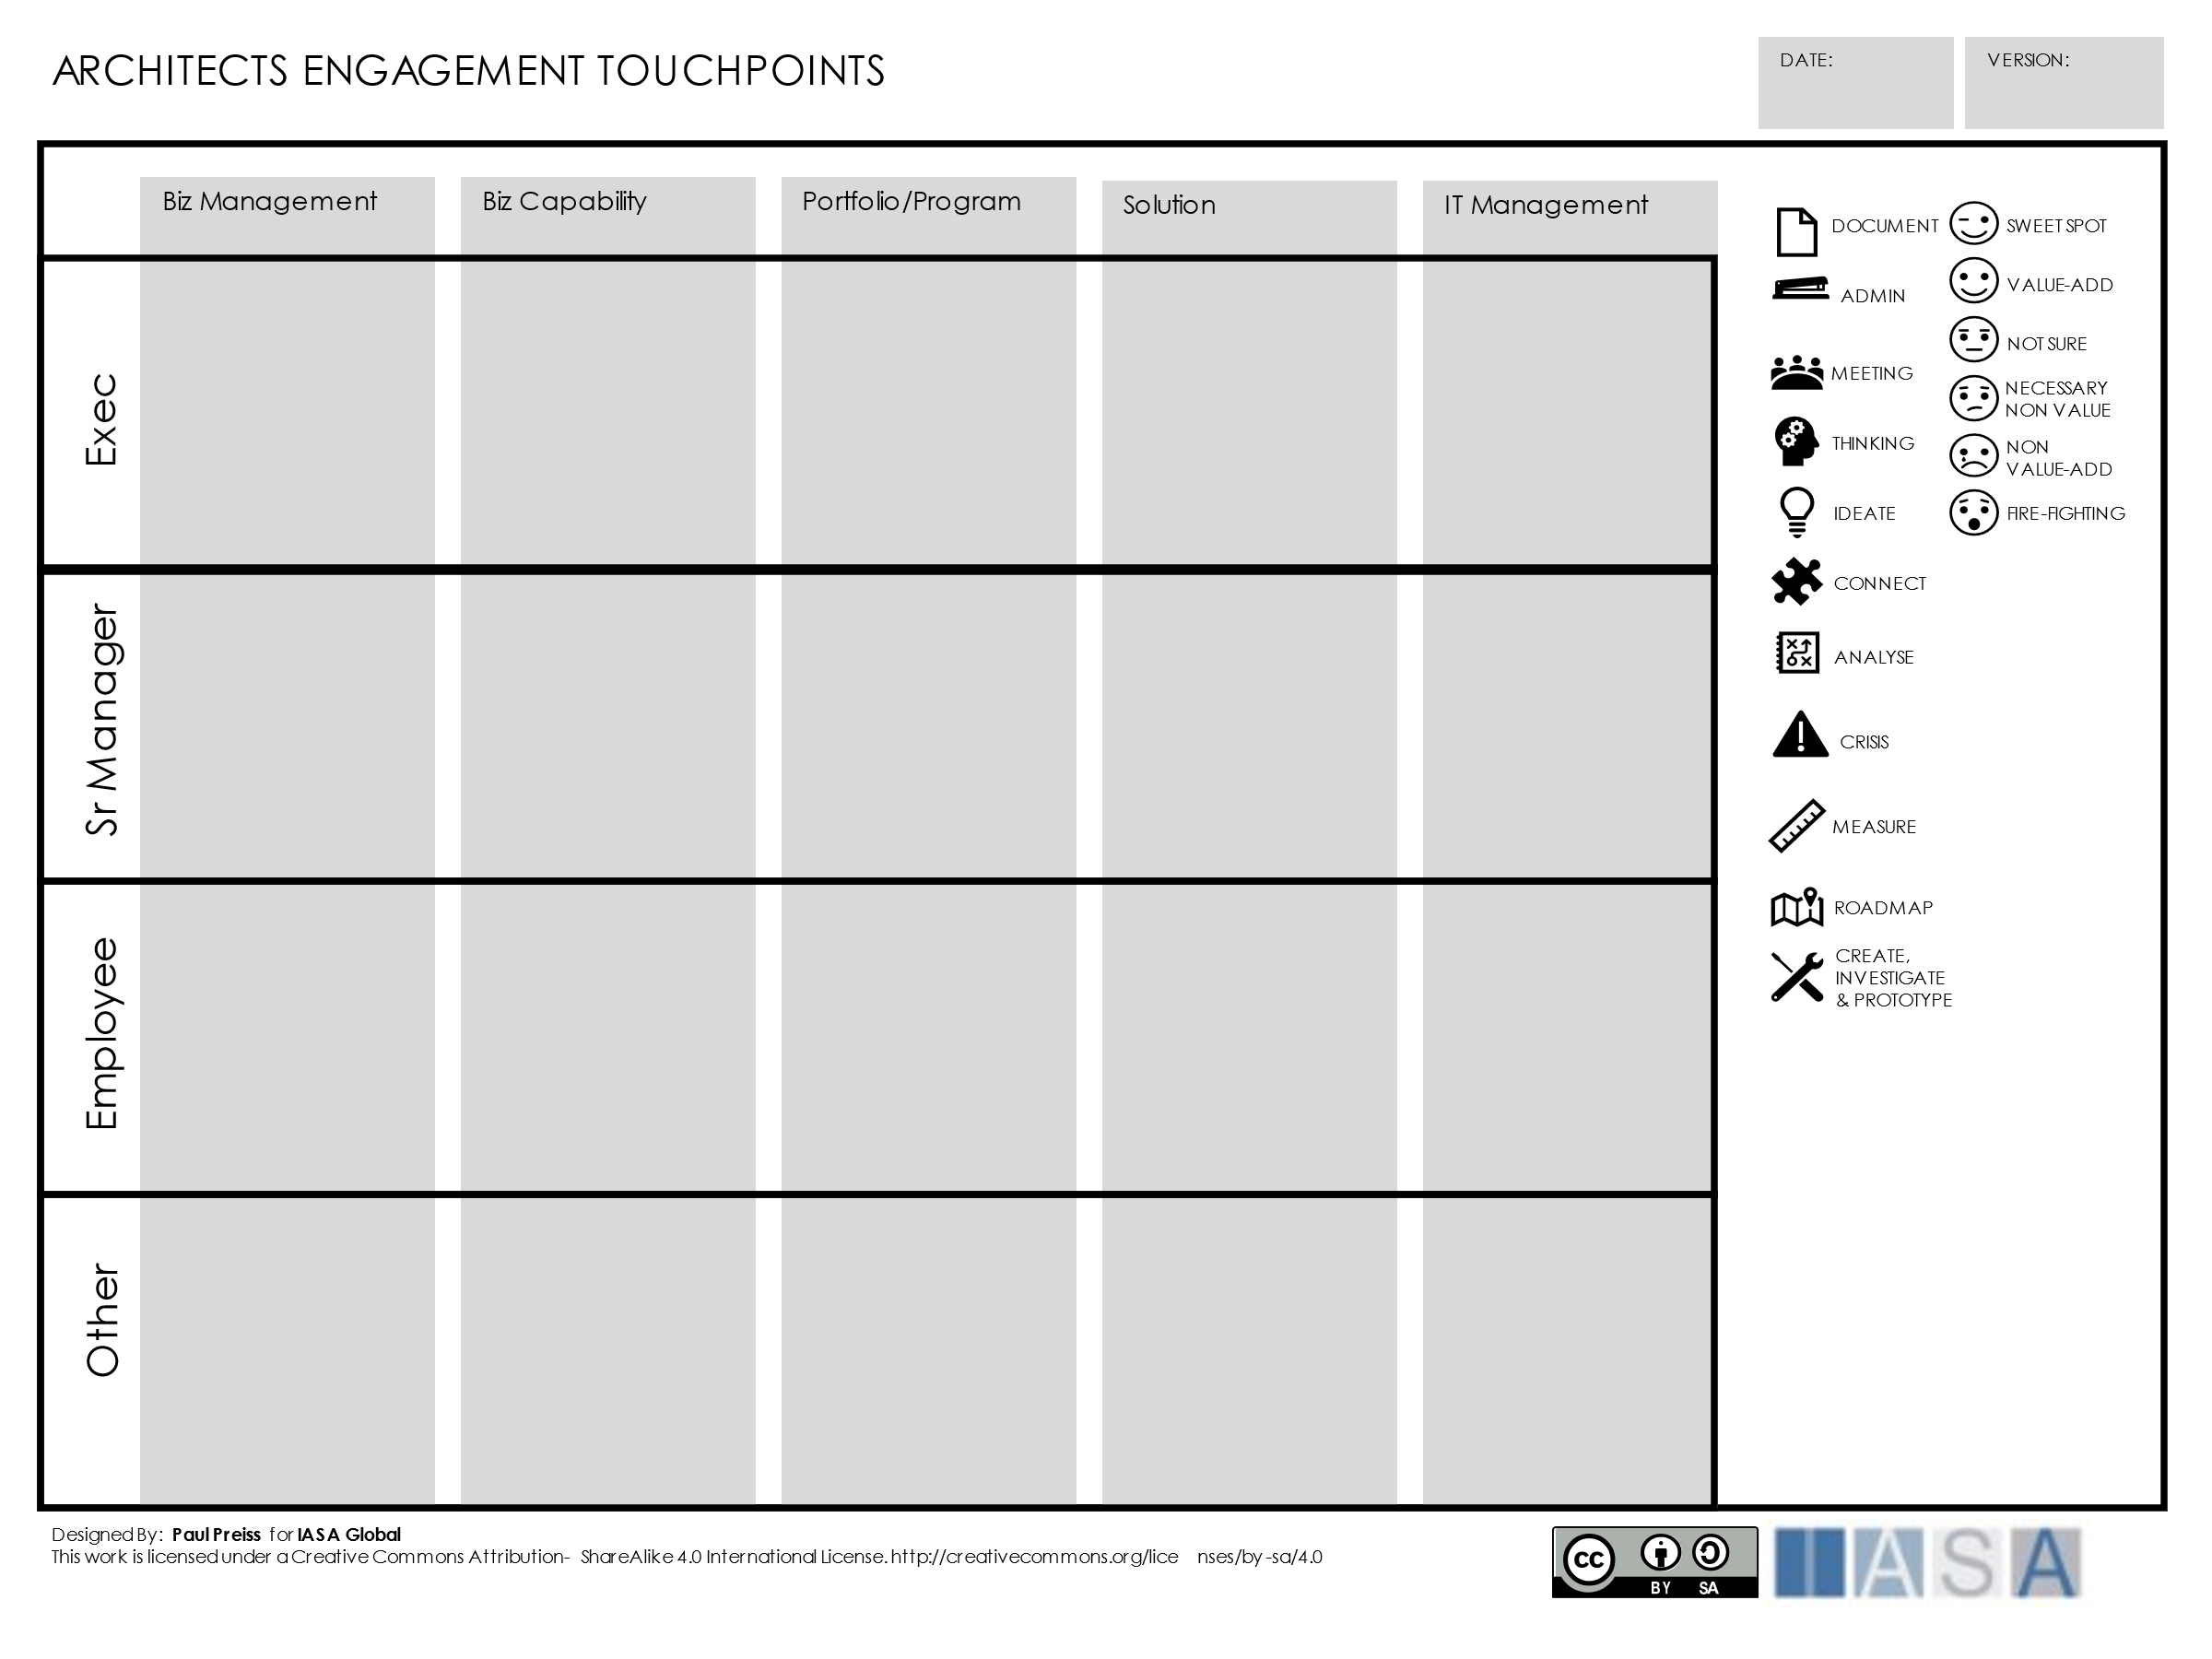 ARCHITECTS ENGAGEMENT TOUCHPOINTS
DATE:
VERSION:
Biz Management
Biz Capability
Portfolio/Program
Solution
IT Management
Exec
Sr Manager
Employee
Other
DOCUMENT
ADMIN
MEETING
THINKING
IDEATE
CONNECT
ANALYSE
CRISIS
MEASURE
ROADMAP
CREATE,
INVESTIGATE
& PROTOTYPE
SWEET SPOT
VALUE-ADD
NOT SURE
NECESSARY
NON VALUE
NON
VALUE-ADD
FIRE-FIGHTING
Designed By: Paul Preiss for IASA Global
This work is licensed under a Creative Commons Attribution- ShareAlike 4.0 International License. http://creativecommons.org/lice nses/by-sa/4.0
cc
BY SA
IASA